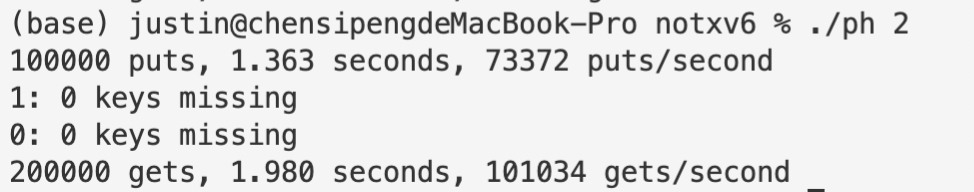 (base) justin@chensipengdeMacBook-Pro notxv6 % ./ph 2
100000 puts, 1.363 seconds, 73372 puts/second
1: 0 keys missing
0: 0 keys missing
200000 gets, 1.980 seconds, 101034 gets/second